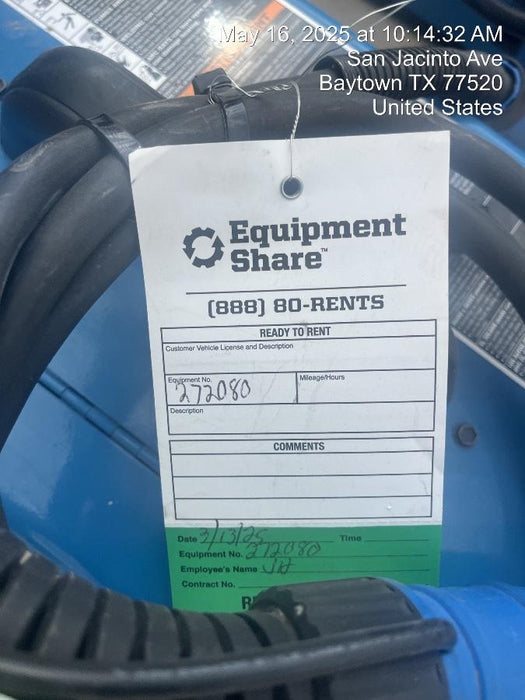 May 16, 2025 at 10:14:32 AM
San Jacinto Ave
Baytown TX 77520
United States
Equipment
Share™
(888) 80-RENTS
READY TO RENT
Customer Vehicle License and Description
Equipment No. Mileage/Hours
272080
Description
COMMENTS
Date 3/13/25 Time
Equipment No. 272080
Employee's Name JH
Contract No.